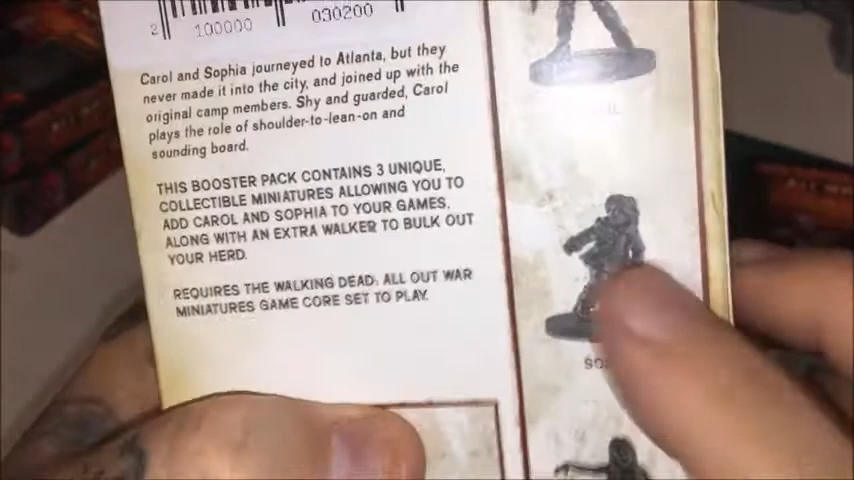 2 100000 030200
Carol and Sophia journeyed to Atlanta, but they
never made it into the city, and joined up with the
original camp members. Shy and guarded, Carol
plays the role of shoulder-to-lean-on and
sounding board.
THIS BOOSTER PACK CONTAINS 3 UNIQUE,
COLLECTIBLE MINIATURES ALLOWING YOU TO
ADD CAROL AND SOPHIA TO YOUR GAMES,
ALONG WITH AN EXTRA WALKER TO BULK OUT
YOUR HERD.
REQUIRES THE WALKING DEAD: ALL OUT WAR
MINIATURES GAME CORE SET TO PLAY.